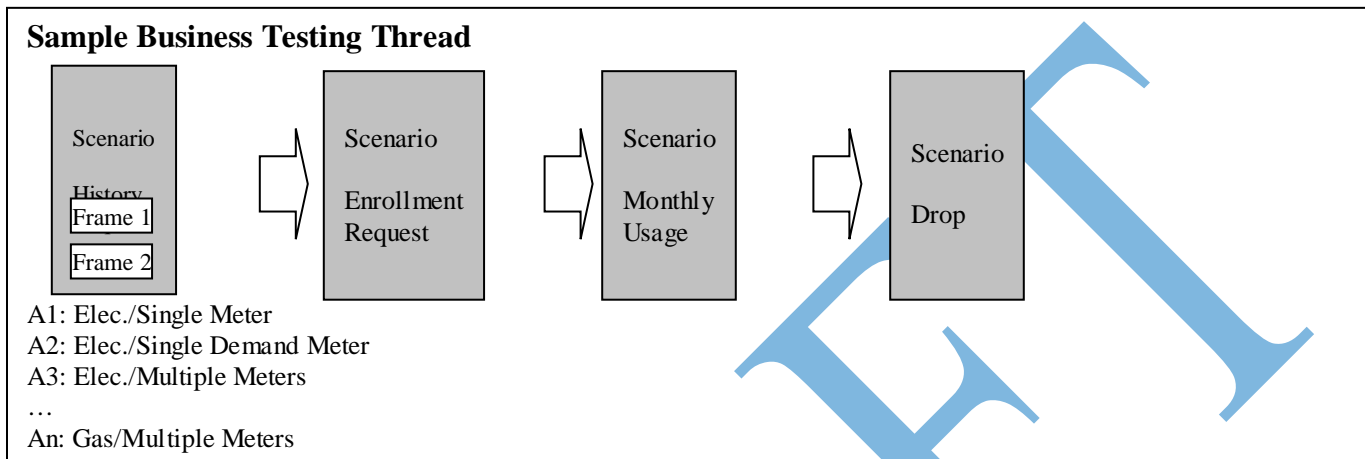 Sample Business Testing Thread
Scenario
History
Frame 1
Frame 2
Scenario
Enrollment
Request
Scenario
Monthly
Usage
Scenario
Drop
A1: Elec./Single Meter
A2: Elec./Single Demand Meter
A3: Elec./Multiple Meters
…
An: Gas/Multiple Meters